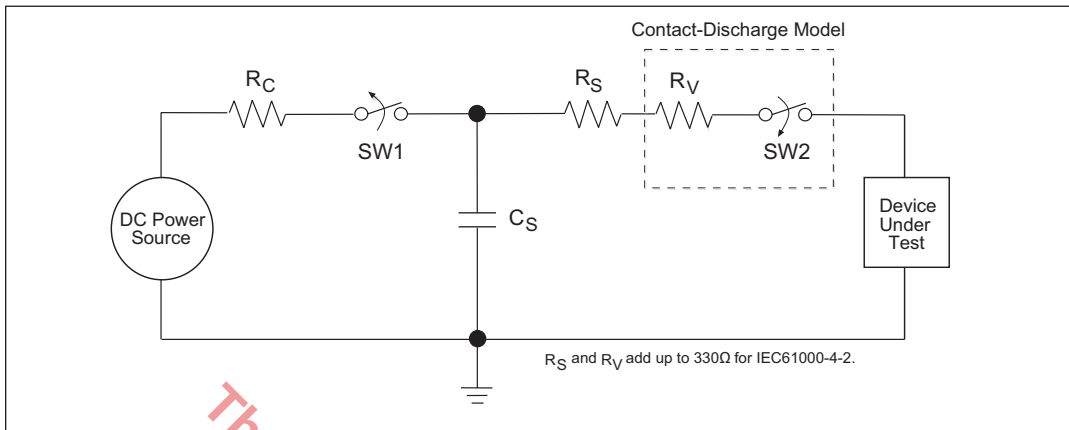 Contact-Discharge Model
RC
RS
RV
SW1
SW2
DC Power
Source
CS
Device
Under
Test
RS and RV add up to 330Ω for IEC61000-4-2.
Th